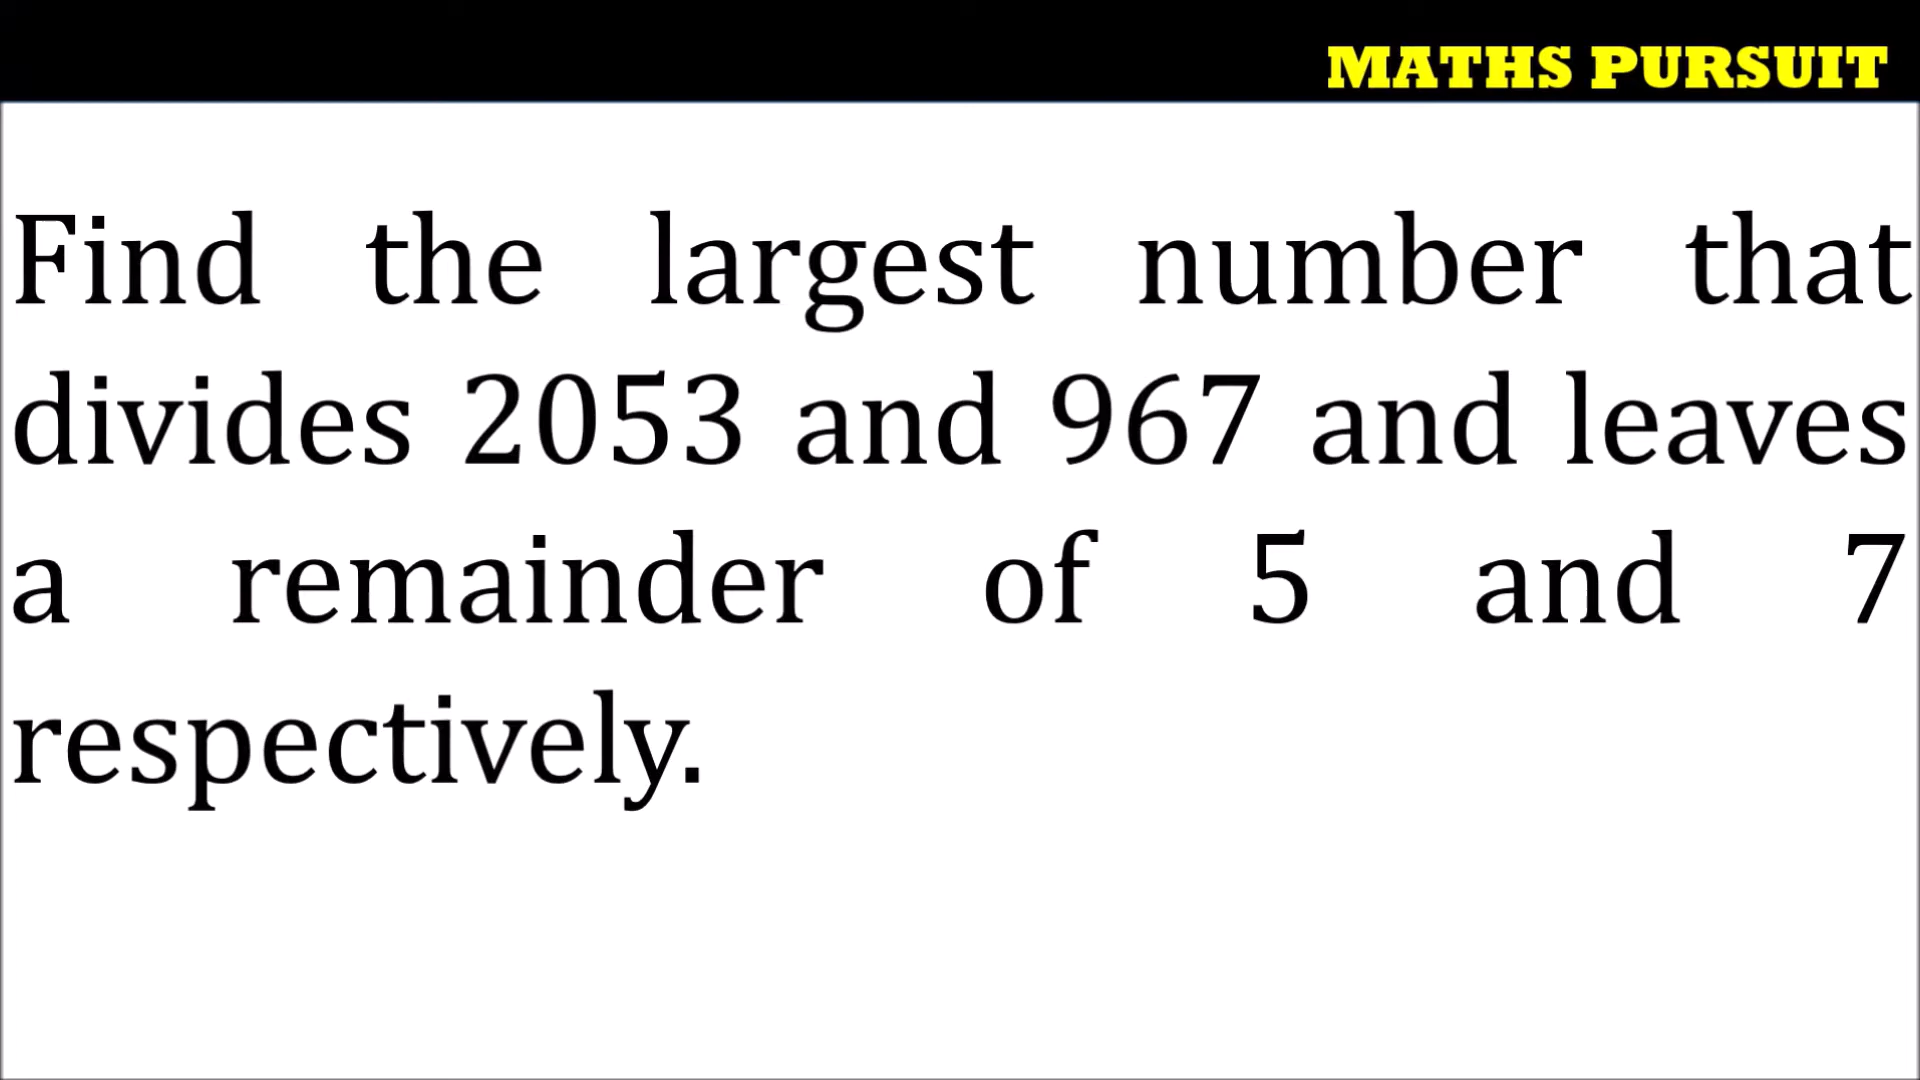 MATHS PURSUIT
Find the largest number that
divides 2053 and 967 and leaves
a remainder of 5 and 7
respectively.